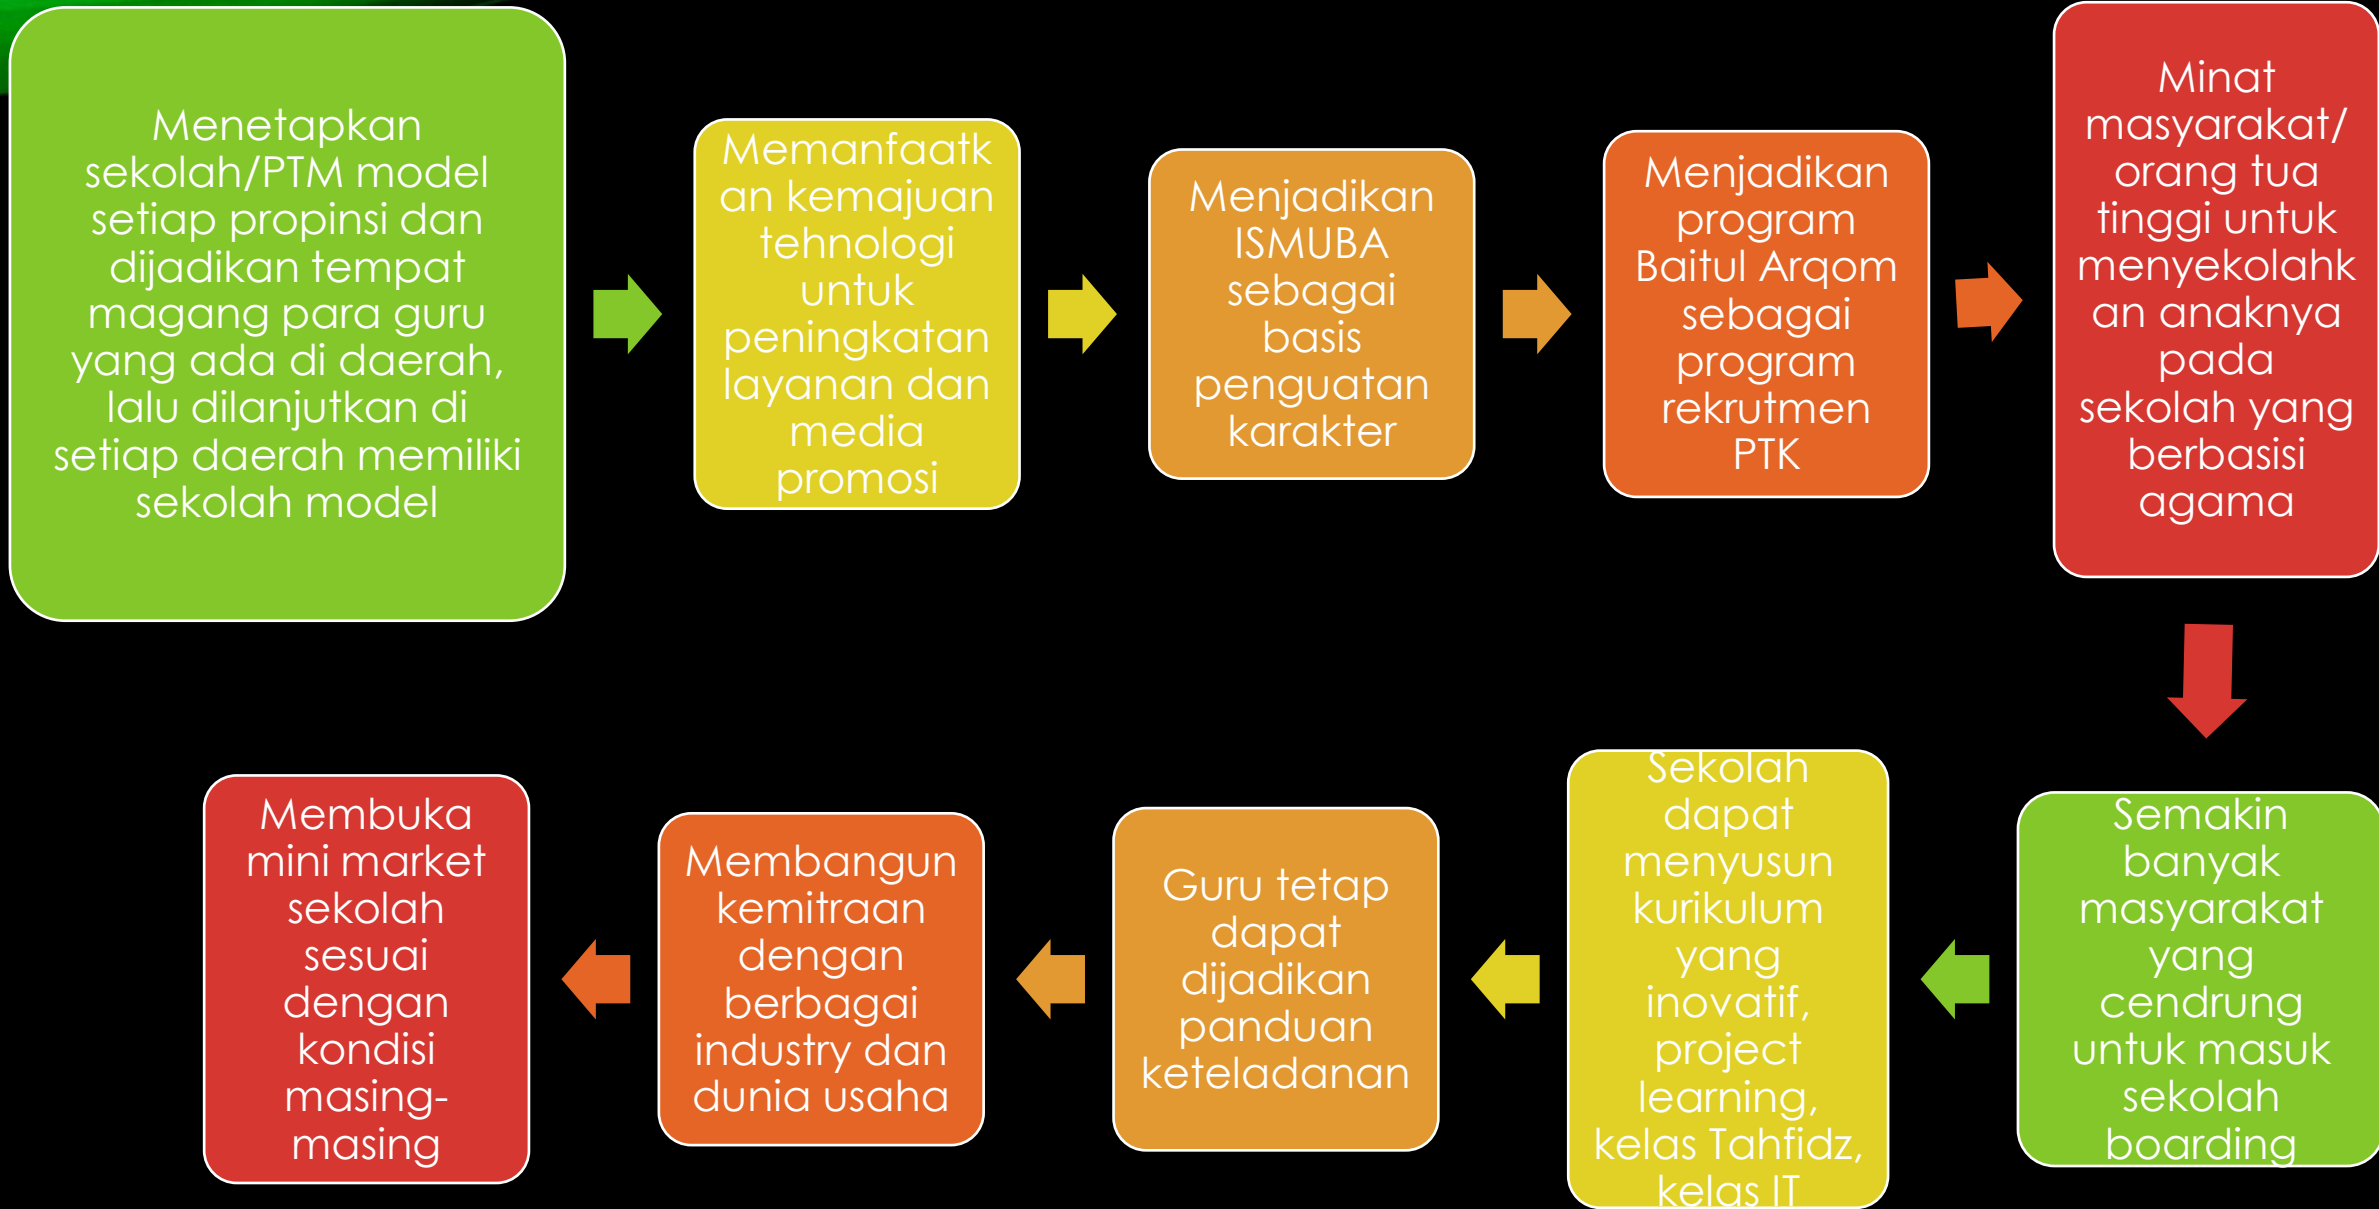 Menetapkan
sekolah/PTM model
setiap propinsi dan
dijadikan tempat
magang para guru
yang ada di daerah,
lalu dilanjutkan di
setiap daerah memiliki
sekolah model
Memanfaatk
an kemajuan
tehnologi
untuk
peningkatan
layanan dan
media
promosi
Menjadikan
ISMUBA
sebagai
basis
penguatan
karakter
Menjadikan
program
Baitul Arqom
sebagai
program
rekrutmen
PTK
Minat
masyarakat/
orang tua
tinggi untuk
menyekolahk
an anaknya
pada
sekolah yang
berbasisi
agama
Semakin
banyak
masyarakat
yang
cendrung
untuk masuk
sekolah
boarding
Sekolah
dapat
menyusun
kurikulum
yang
inovatif,
project
learning,
kelas Tahfidz,
kelas IT
Guru tetap
dapat
dijadikan
panduan
keteladanan
Membangun
kemitraan
dengan
berbagai
industry dan
dunia usaha
Membuka
mini market
sekolah
sesuai
dengan
kondisi
masing-
masing